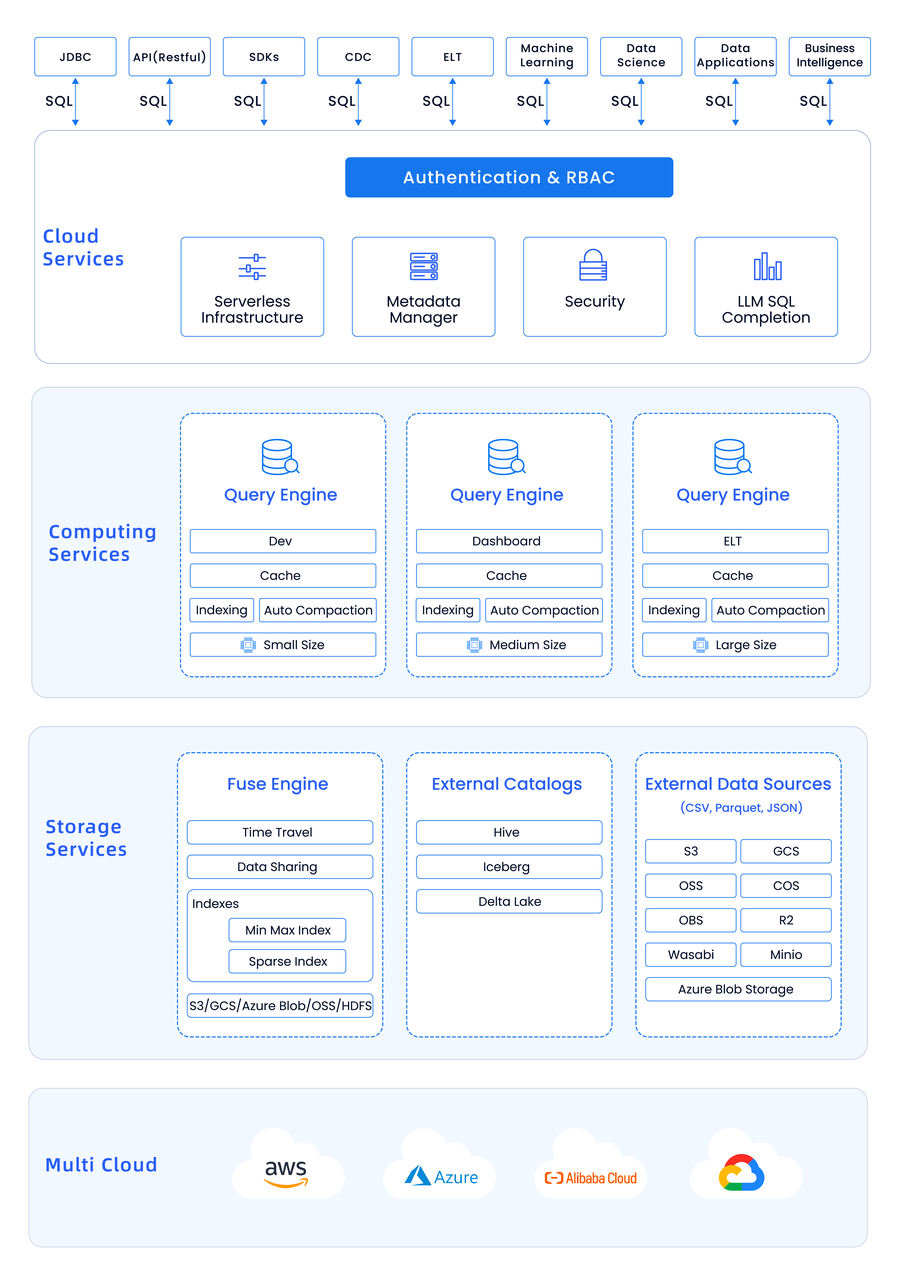 JDBC
API(Restful)
SDKs
CDC
ELT
Machine
Learning
Data
Science
Data
Applications
Business
Intelligence
SQL
SQL
SQL
SQL
SQL
SQL
SQL
SQL
SQL
Cloud
Services
Authentication & RBAC
Serverless
Infrastructure
Metadada
Manager
Security
LLM SQL
Completion
Computing
Services
Query Engine
Dev
Cache
Indexing
Auto Compaction
Small Size
Query Engine
Dashboard
Cache
Indexing
Auto Compaction
Medium Size
Query Engine
ELT
Cache
Indexing
Auto Compaction
Large Size
Storage
Services
Fuse Engine
Time Travel
Data Sharing
Indexes
Min Max Index
Sparse Index
S3/GCS/Azure Blob/OSS/HDFS
External Catalogs
Hive
Iceberg
Delta Lake
External Data Sources
(CSV, Parquet, JSON)
S3
GCS
OSS
COS
OBS
R2
Wasabi
Minio
Azure Blob Storage
Multi Cloud
aws
Azure
Alibaba Cloud